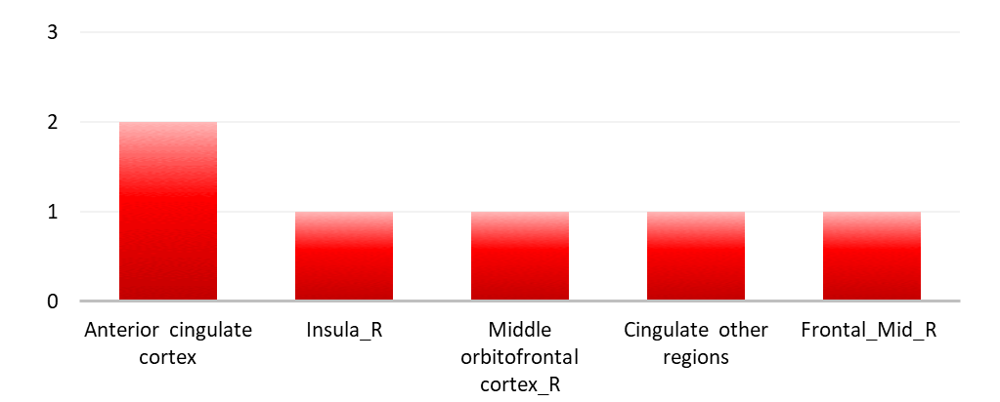 3
2
1
0
Anterior cingulate
cortex
Insula_R
Middle
orbitofrontal
cortex_R
Cingulate other
regions
Frontal_Mid_R